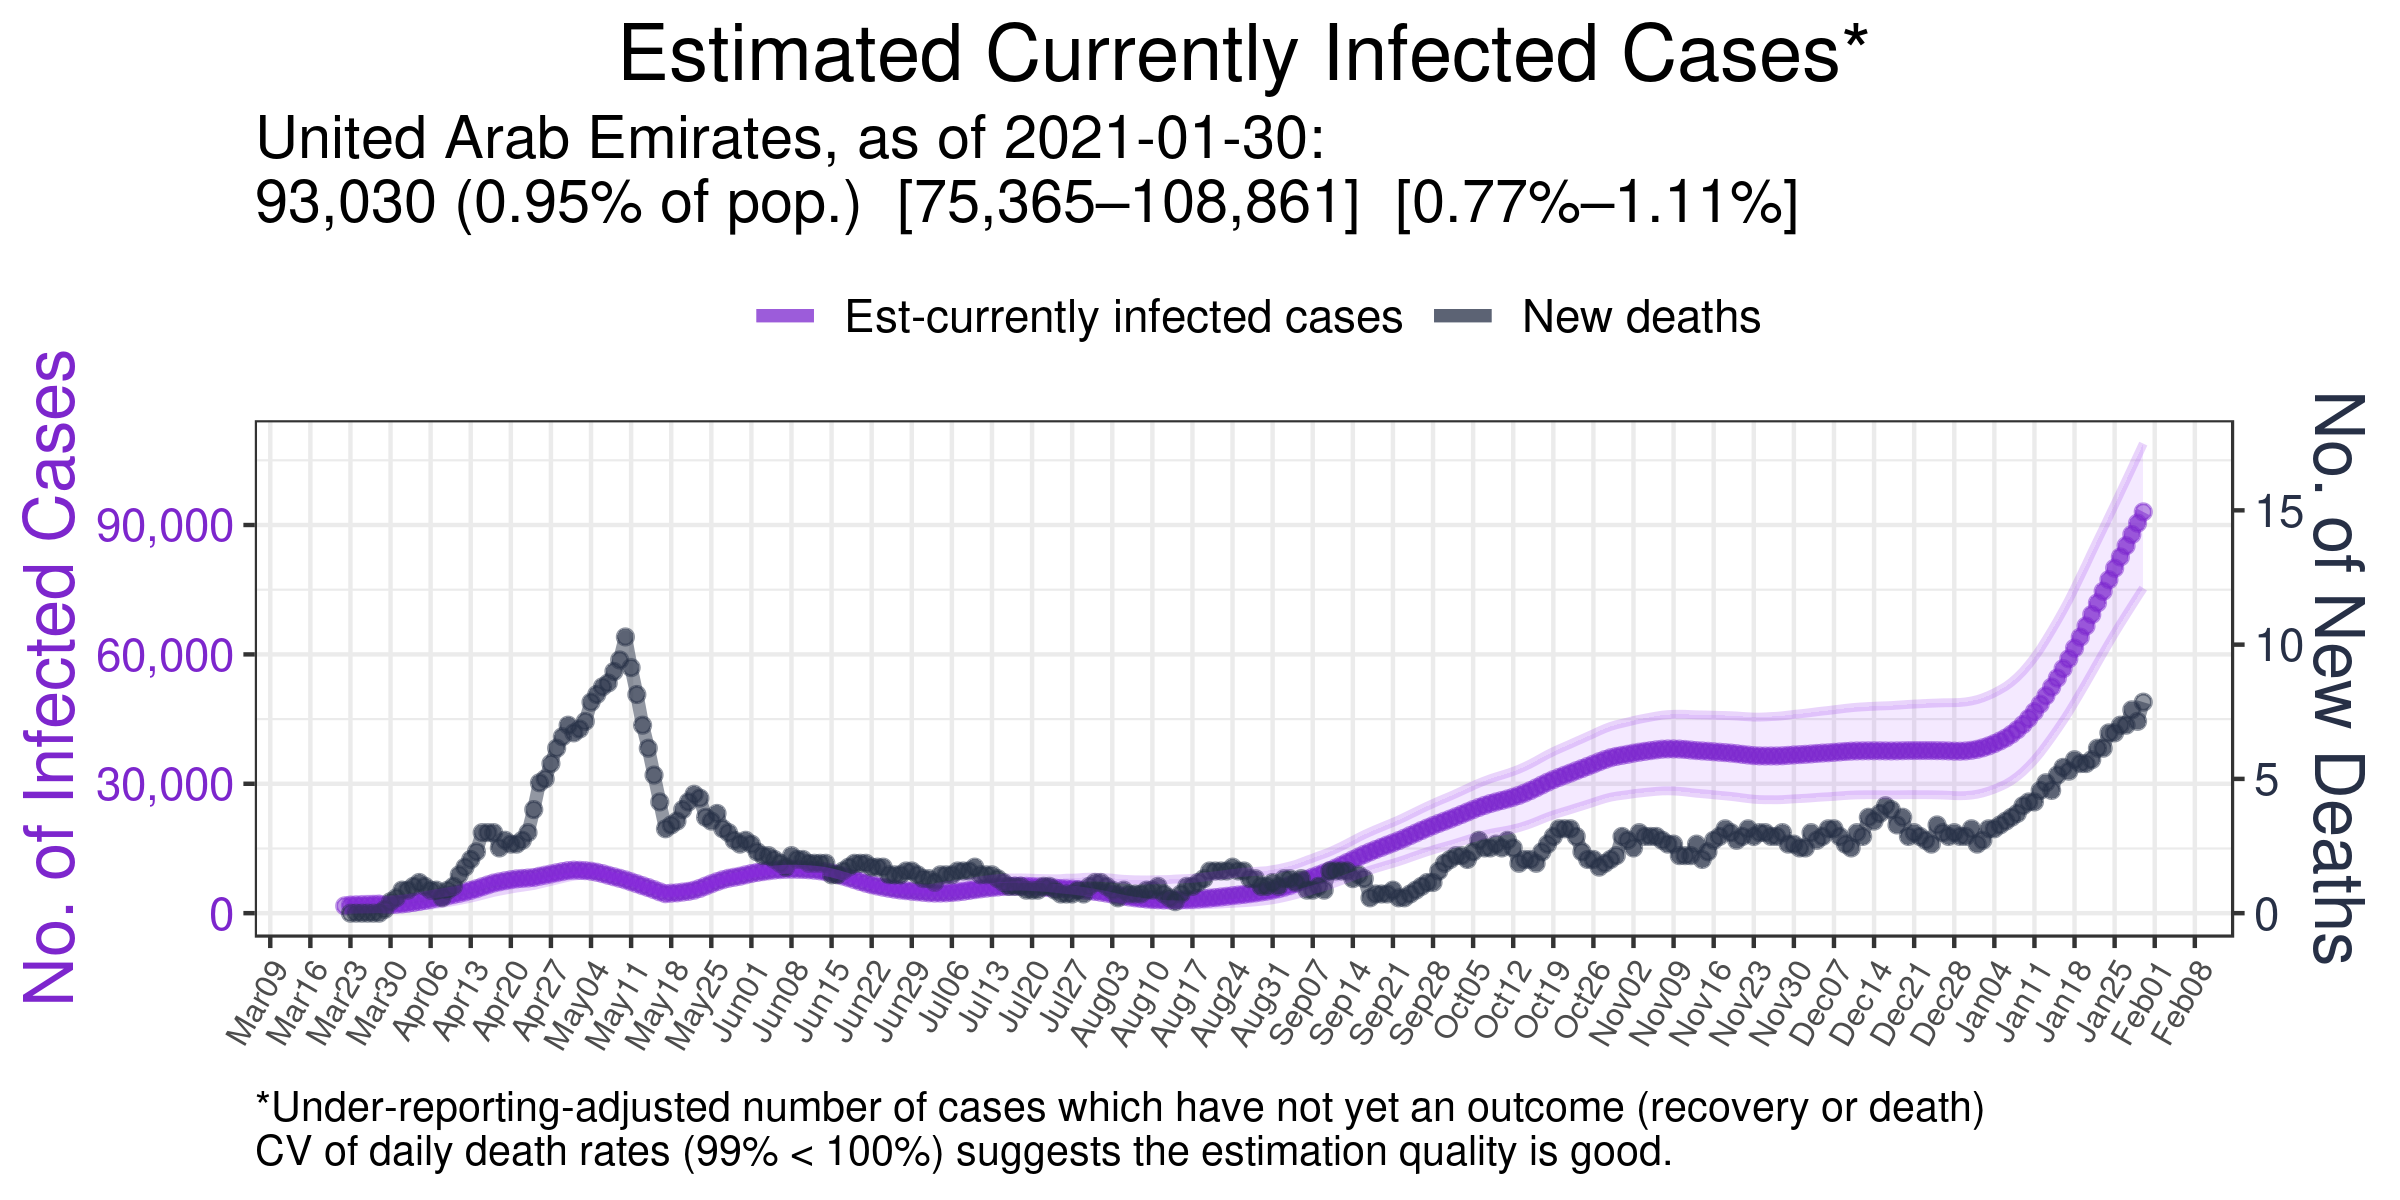 Estimated Currently Infected Cases*
United Arab Emirates, as of 2021-01-30:
93,030 (0.95% of pop.) [75,365–108,861] [0.77%–1.11%]
Est-currently infected cases
New deaths
No. of Infected Cases
90,000
60,000
30,000
0
15
10
5
0
No. of New Deaths
Mar09
Mar16
Mar23
Mar30
Apr06
Apr13
Apr20
Apr27
May04
May11
May18
May25
Jun01
Jun08
Jun15
Jun22
Jun29
Jul06
Jul13
Jul20
Jul27
Aug03
Aug10
Aug17
Aug24
Aug31
Sep07
Sep14
Sep21
Sep28
Oct05
Oct12
Oct19
Oct26
Nov02
Nov09
Nov16
Nov23
Nov30
Dec07
Dec14
Dec21
Dec28
Jan04
Jan11
Jan18
Jan25
Feb01
Feb08
*Under-reporting-adjusted number of cases which have not yet an outcome (recovery or death)
CV of daily death rates (99% < 100%) suggests the estimation quality is good.